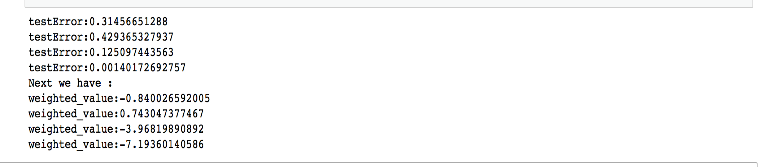 testError:0.31456651288
testError:0.429365327937
testError:0.125097443563
testError:0.00140172692757
Next we have :
weighted_value:-0.840026592005
weighted_value:0.743047377467
weighted_value:-3.96819890892
weighted_value:-7.19360140586